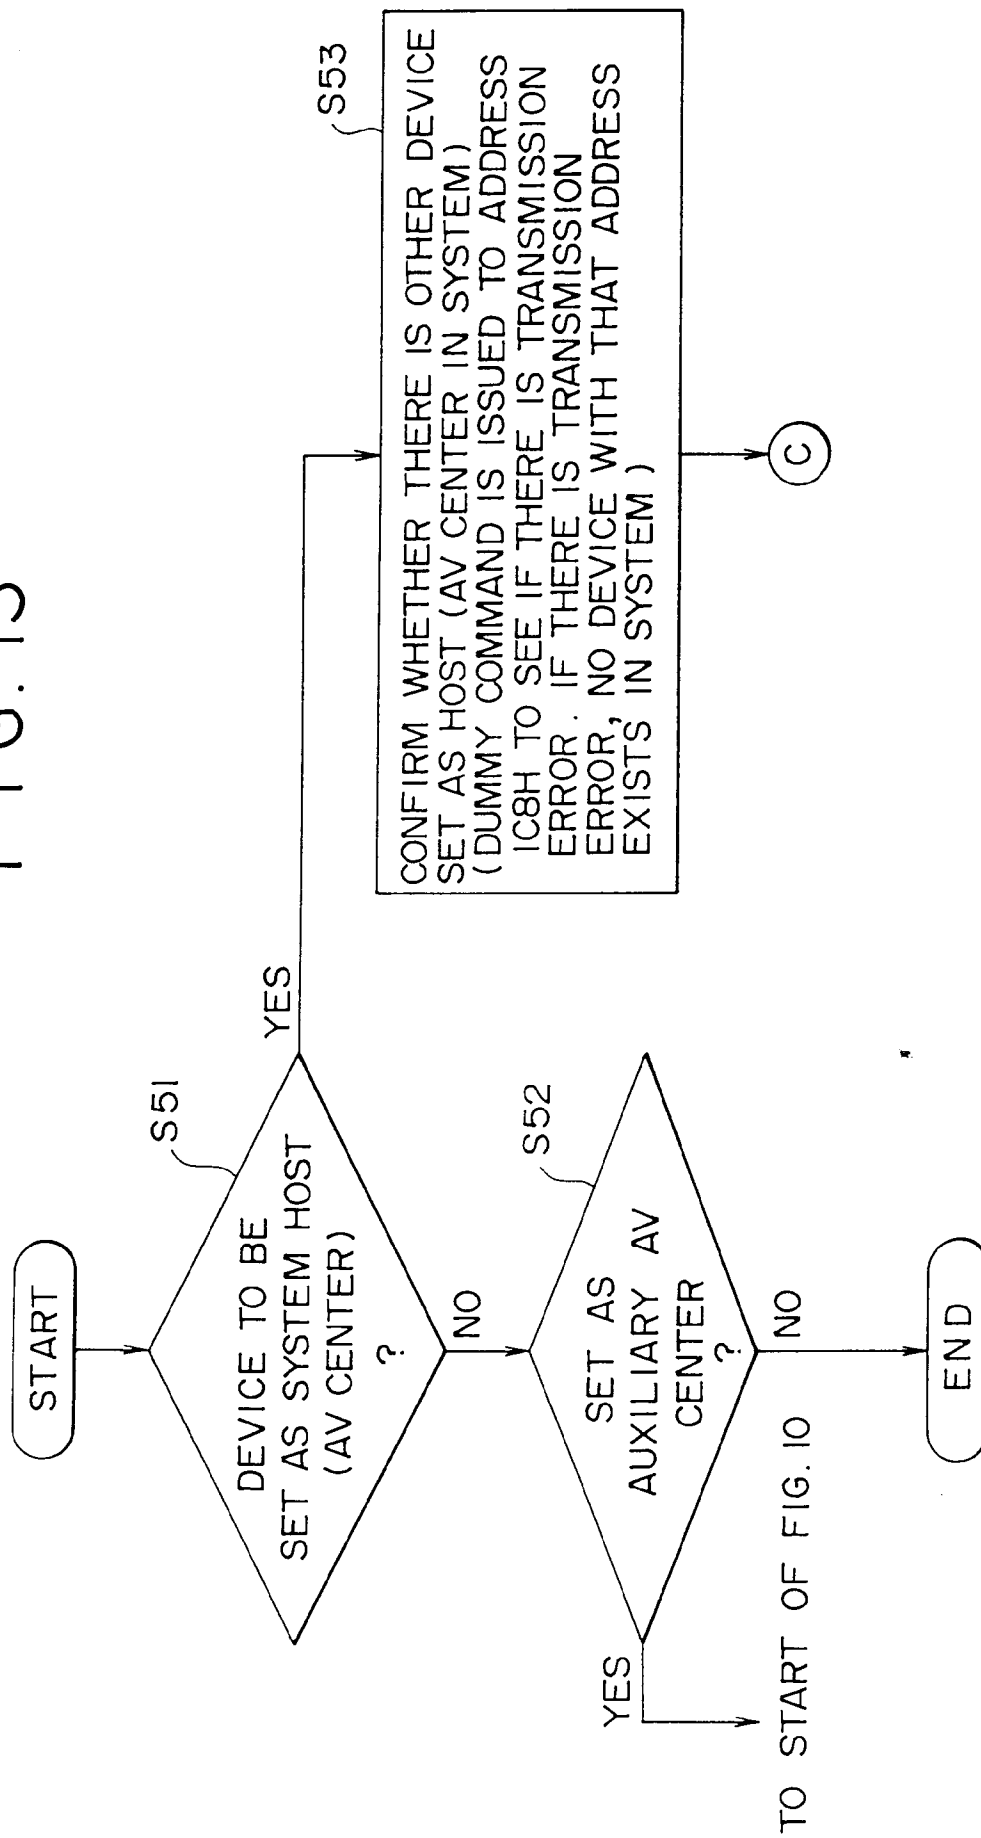 FIG.
START
S51
DEVICE TO BE
SET AS SYSTEM HOST
(AV CENTER)
?
YES
NO
S52
SET AS
AUXILIARY AV
CENTER
?
YES
NO
TO START OF FIG. 10
END
S53
CONFIRM WHETHER THERE IS OTHER DEVICE
SET AS HOST (AV CENTER IN SYSTEM)
(DUMMY COMMAND IS ISSUED TO ADDRESS
1C8H TO SEE IF THERE IS TRANSMISSION
ERROR. IF THERE IS TRANSMISSION
ERROR, NO DEVICE WITH THAT ADDRESS
EXISTS IN SYSTEM)
C